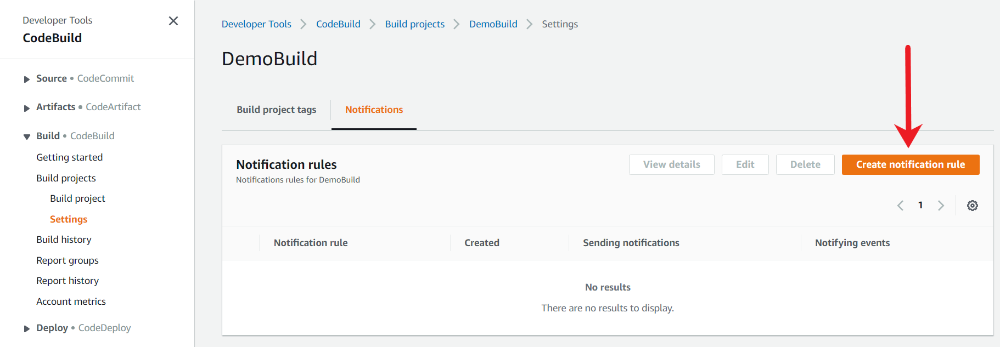 Developer Tools
CodeBuild
Source • CodeCommit
Artifacts • CodeArtifact
Build • CodeBuild
Getting started
Build projects
Build project
Settings
Build history
Report groups
Report history
Account metrics
Deploy • CodeDeploy
Developer Tools > CodeBuild > Build projects > DemoBuild > Settings
DemoBuild
Build project tags Notifications
Notification rules
Notifications rules for DemoBuild
View details Edit Delete Create notification rule
1
Notification rule Created Sending notifications Notifying events
No results
There are no results to display.